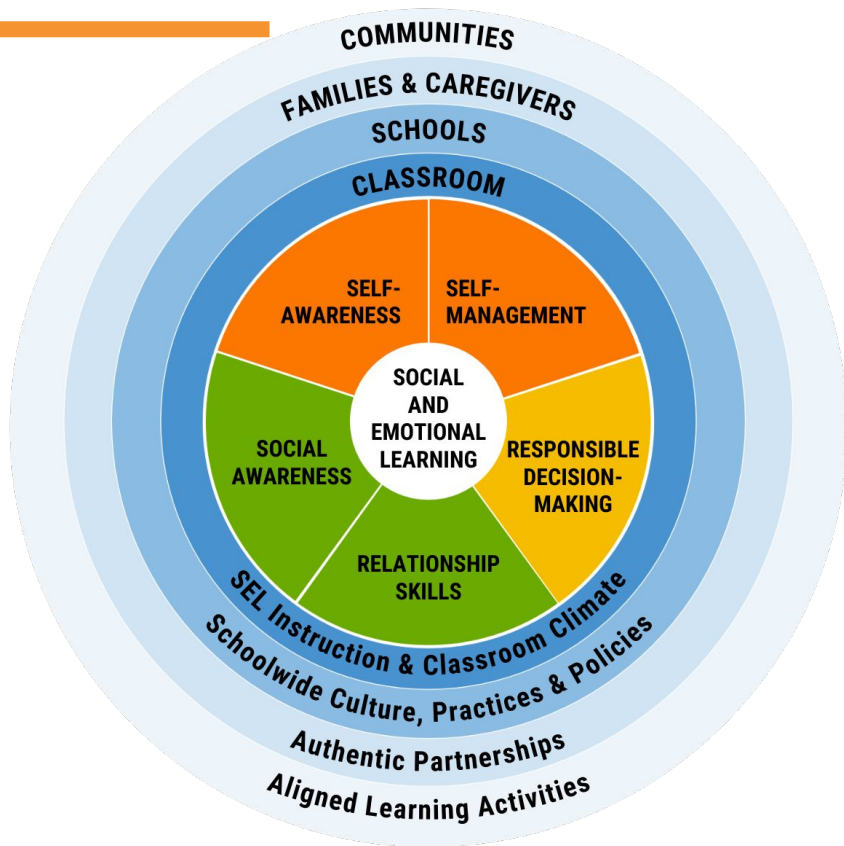 COMMUNITIES
FAMILIES & CAREGIVERS
SCHOOLS
CLASSROOM
SELF-
AWARENESS
SELF-
MANAGEMENT
SOCIAL
AND
EMOTIONAL
LEARNING
SOCIAL
AWARENESS
RESPONSIBLE
DECISION-
MAKING
RELATIONSHIP
SKILLS
SEL Instruction & Classroom Climate
Schoolwide Culture, Practices & Policies
Authentic Partnerships
Aligned Learning Activities